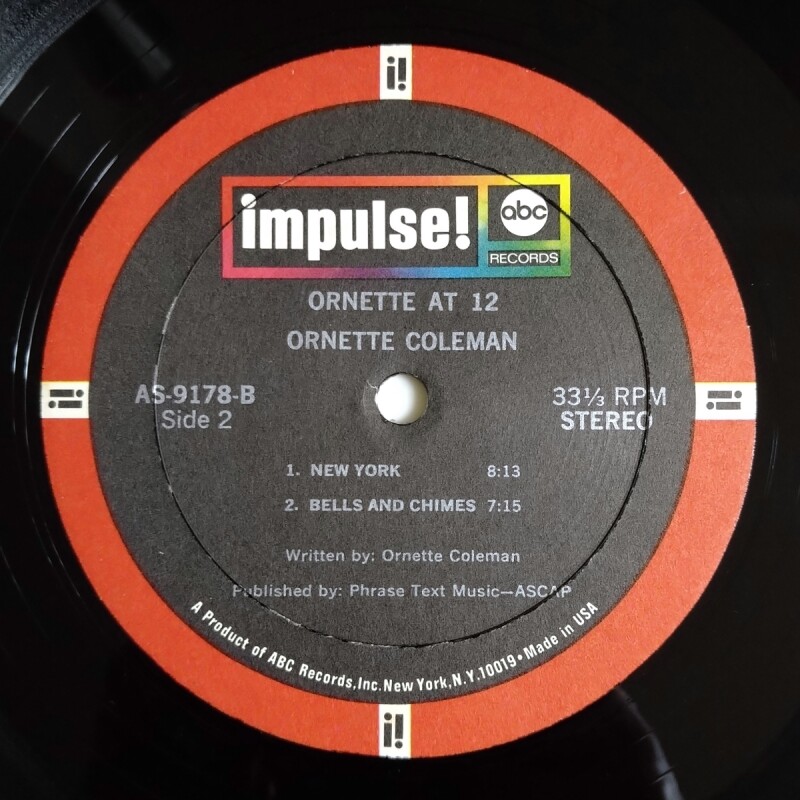 i!
impulse! abc RECORDS
ORNETTE AT 12
ORNETTE COLEMAN
AS-9178-B
Side 2
33⅓ RPM
STEREO
i!
i!
1. NEW YORK 8:13
2. BELLS AND CHIMES 7:15
Written by: Ornette Coleman
Published by: Phrase Text Music—ASCAP
A Product of ABC Records,Inc.New York,N.Y.10019•Made in USA
i!